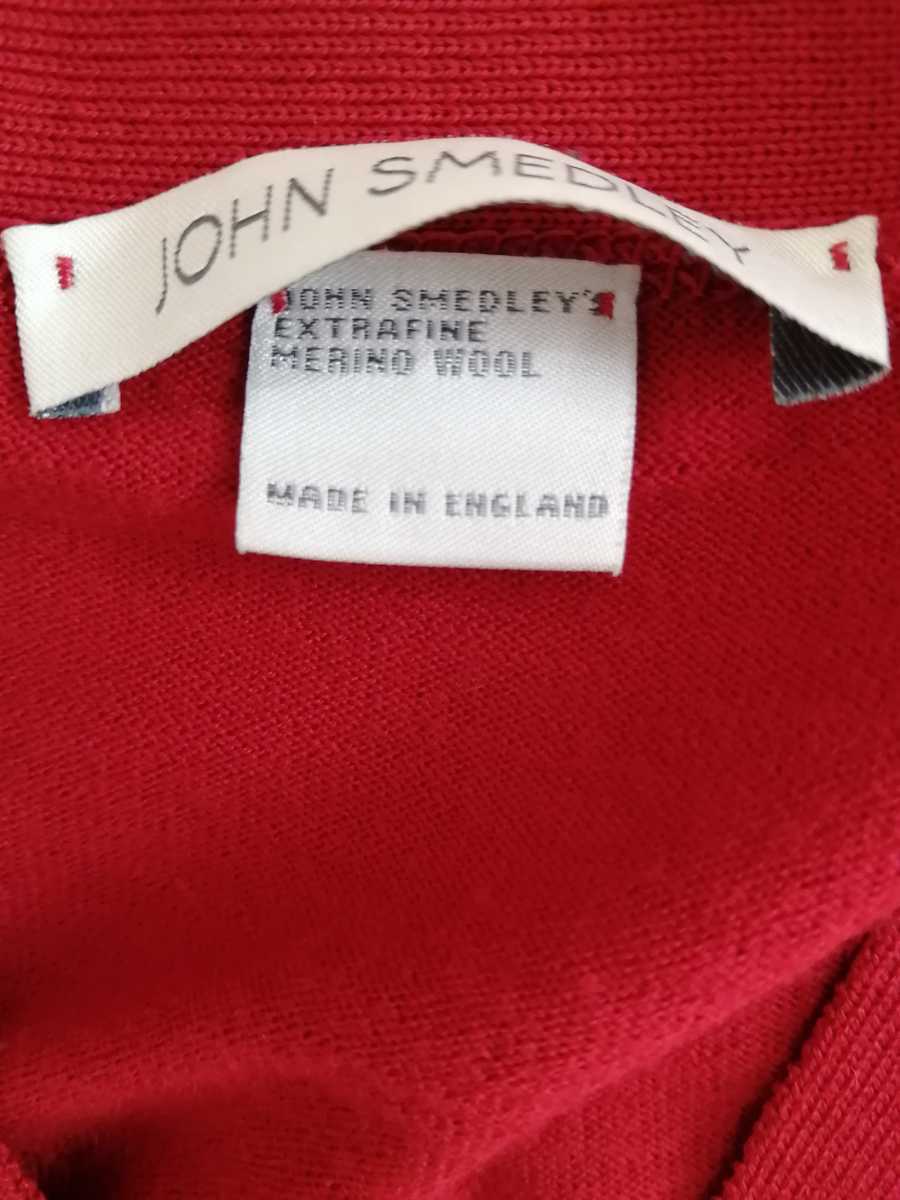 JOHN SMEDLEY
JOHN SMEDLEY'S
EXTRAFINE
MERINO WOOL
MADE IN ENGLAND